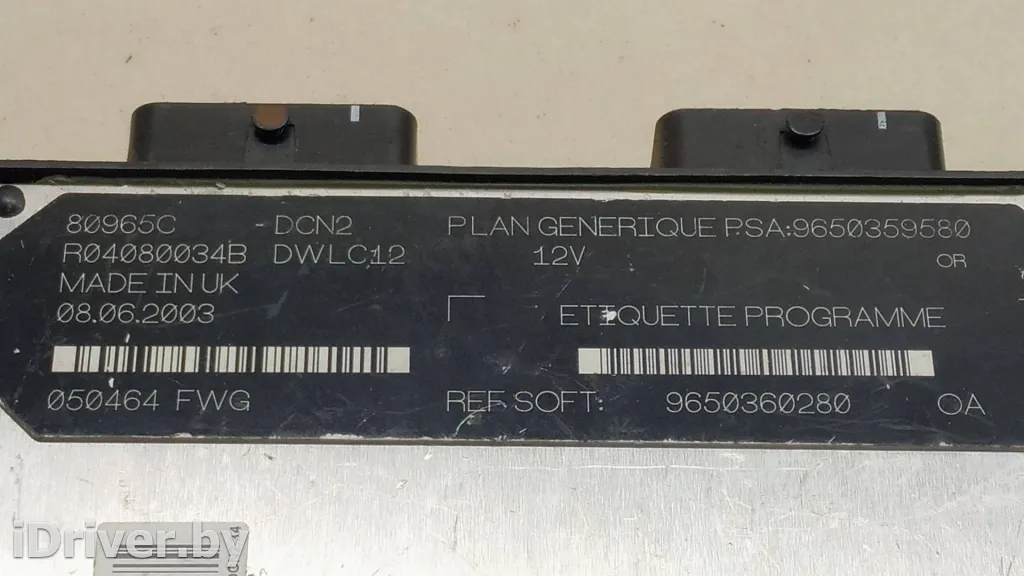 80965C DCN2 PLAN GENERIQUE PSA:9650359580
R04080034B DWLC12 12V OR
MADE IN UK
08.06.2003 ETIQUETTE PROGRAMME
050464 FWG REF SOFT: 9650360280 OA
iDriver.by